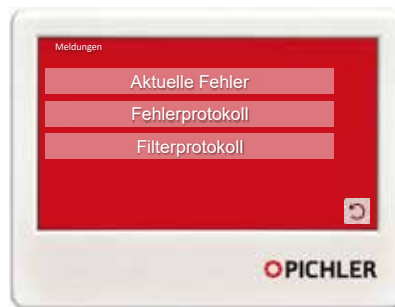 Meldungen
Aktuelle Fehler
Fehlerprotokoll
Filterprotokoll
PICHLER